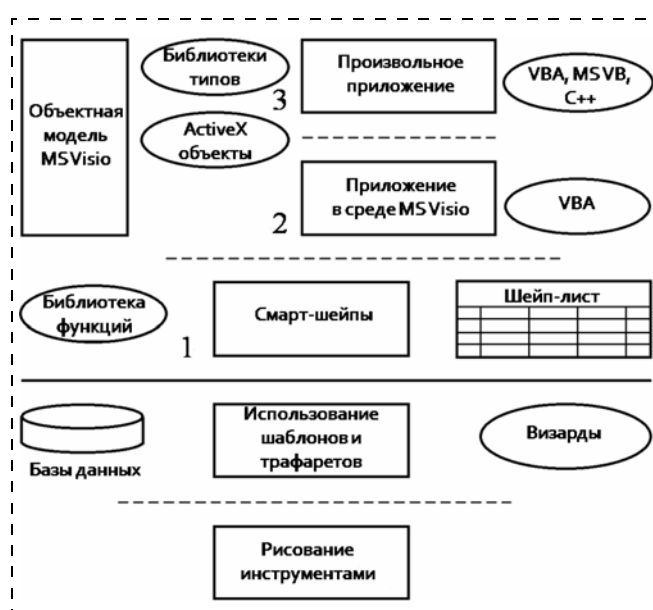 Объектная
модель
MS Visio
Библиотеки
типов
3
ActiveX
объекты
Произвольное
приложение
VBA, MS VB,
C++
2
Приложение
в среде MS Visio
VBA
Библиотека
функций
1
Смарт-шейпы
Шейп-лист
Базы данных
Использование
шаблонов и
трафаретов
Визарды
Рисование
инструментами